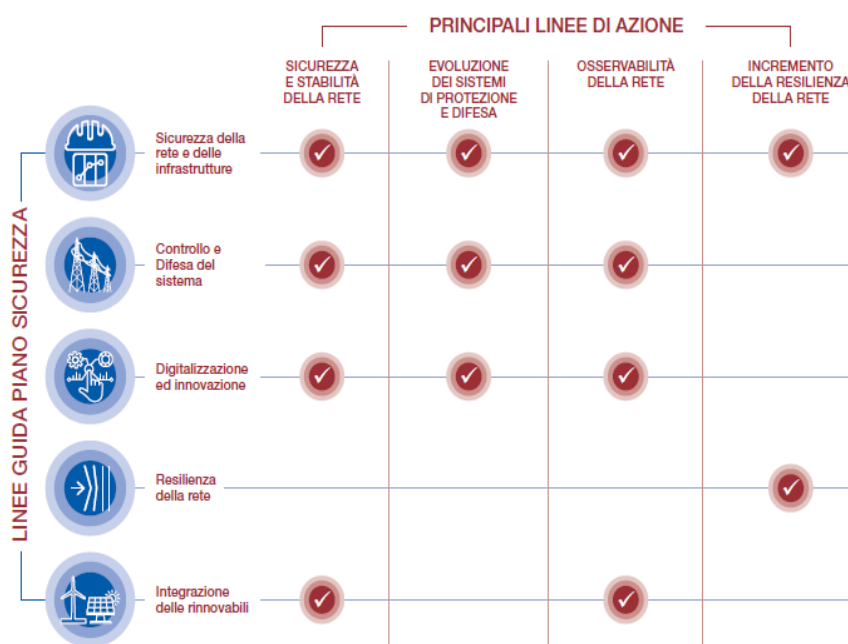 PRINCIPALI LINEE DI AZIONE
SICUREZZA
E STABILITÀ
DELLA RETE
EVOLUZIONE
DEI SISTEMI
DI PROTEZIONE
E DIFESA
OSSERVABILITÀ
DELLA RETE
INCREMENTO
DELLA RESILIENZA
DELLA RETE
LINEE GUIDA PIANO SICUREZZA
Sicurezza della
rete e delle
infrastrutture
Controllo e
Difesa del
sistema
Digitalizzazione
ed innovazione
Resilienza
della rete
Integrazione
delle rinnovabili